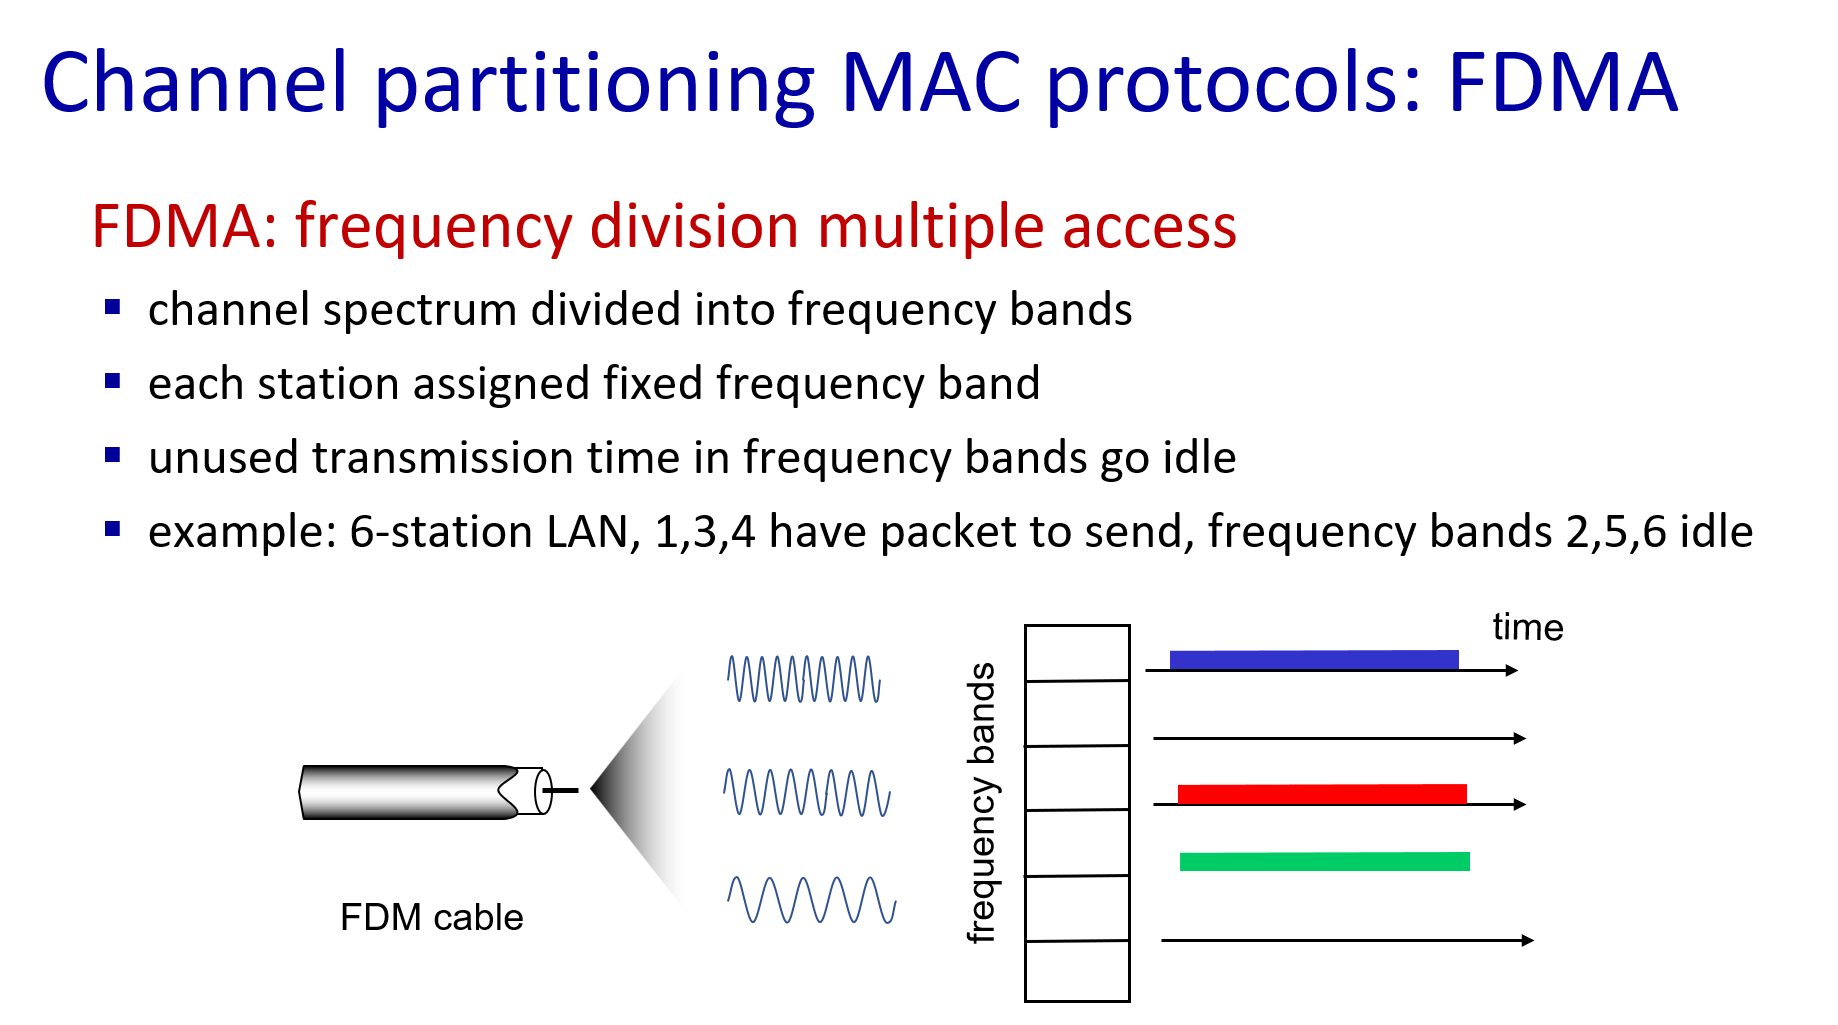 Channel partitioning MAC protocols: FDMA
FDMA: frequency division multiple access
▪ channel spectrum divided into frequency bands
▪ each station assigned fixed frequency band
▪ unused transmission time in frequency bands go idle
▪ example: 6-station LAN, 1,3,4 have packet to send, frequency bands 2,5,6 idle
FDM cable
frequency bands
time